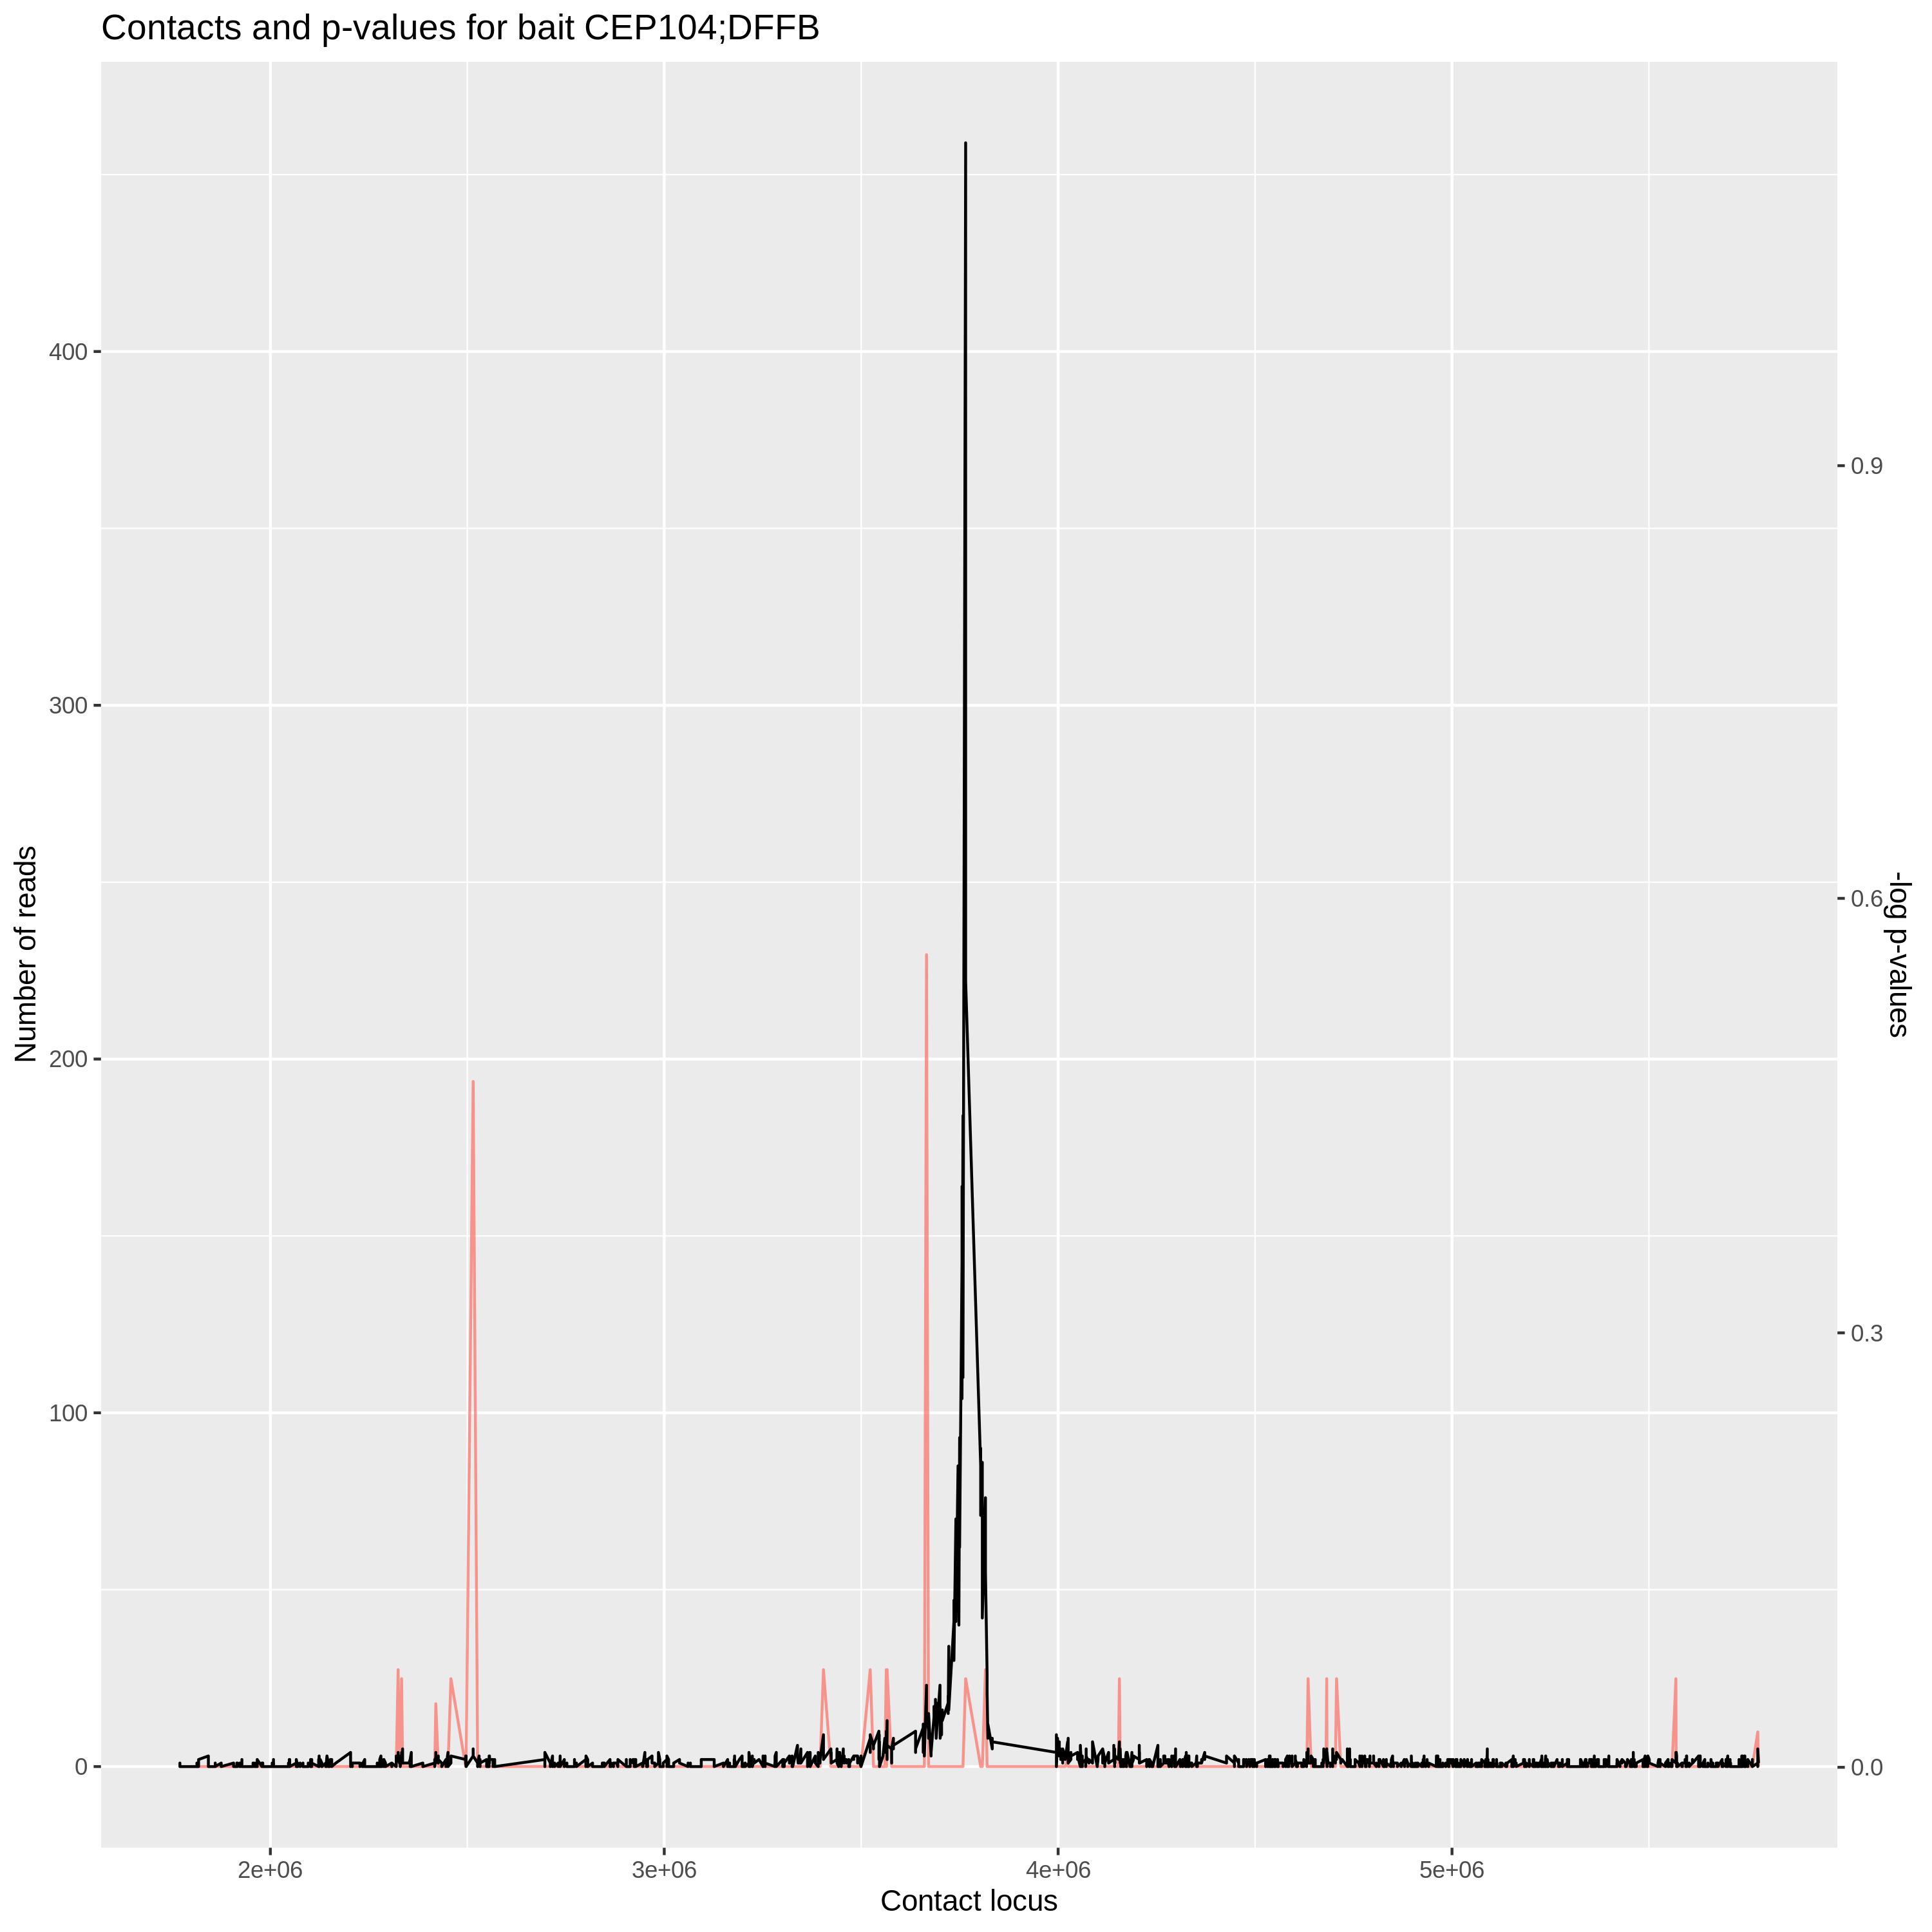 Contacts and p-values for bait CEP104;DFFB
Number of reads
400
300
200
100
0
0.9
0.6
0.3
0.0
-log p-values
2e+06
3e+06
4e+06
5e+06
Contact locus